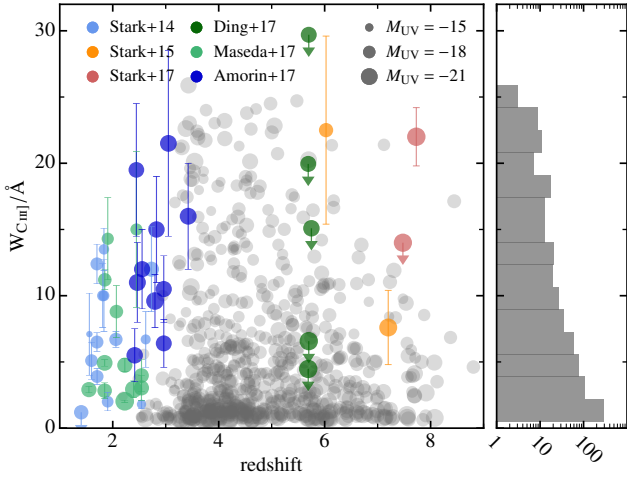 Stark+14
Ding+17
M_UV = −15
Stark+15
Maseda+17
M_UV = −18
Stark+17
Amorin+17
M_UV = −21
30
20
10
0
W_CIII]/Å
2
4
6
8
redshift
1
10
100